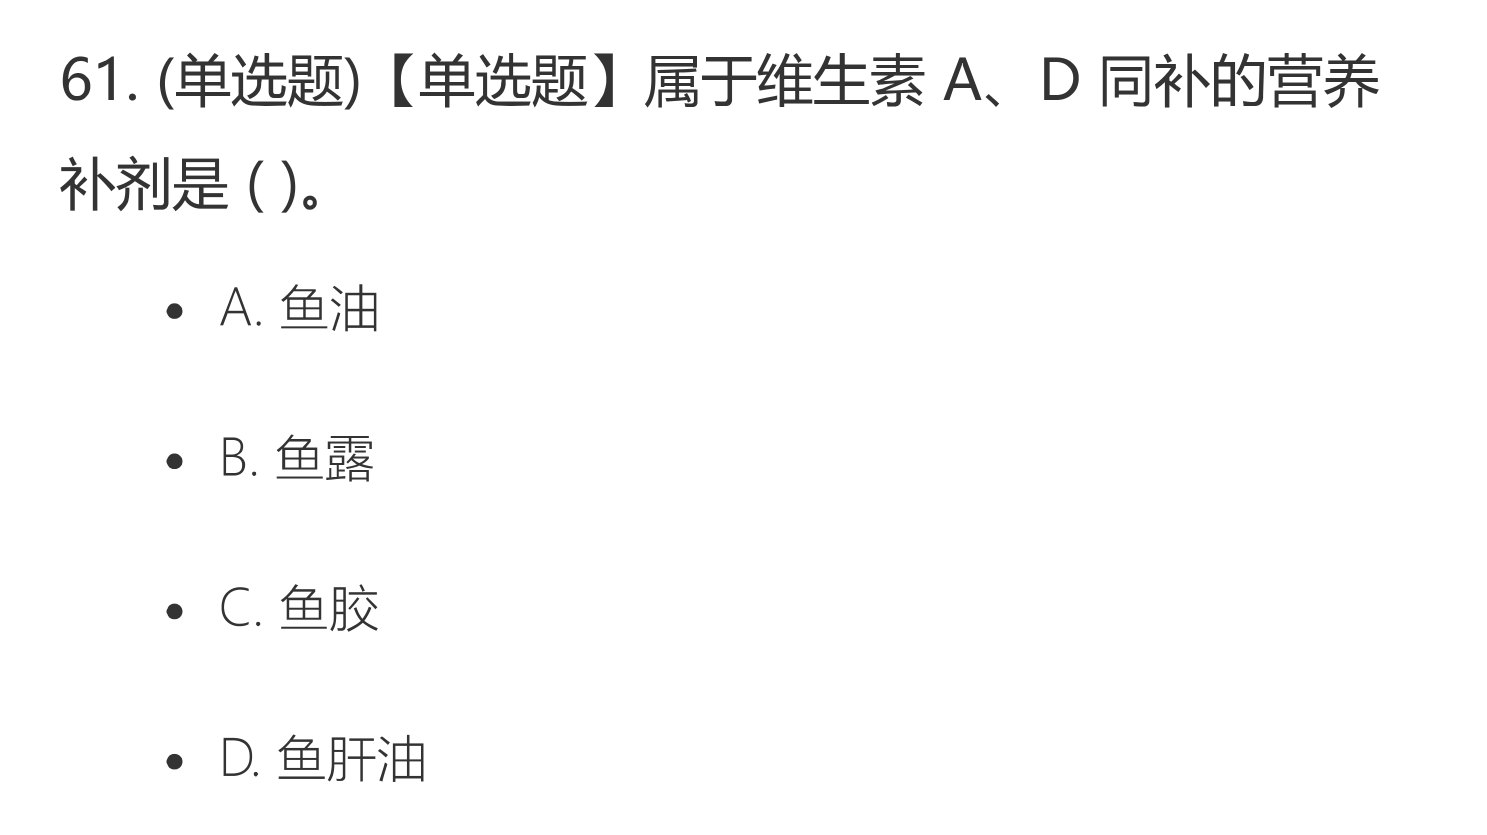 61. (单选题)【单选题】属于维生素 A、D 同补的营养
补剂是 ( )。
A. 鱼油
B. 鱼露
C. 鱼胶
D. 鱼肝油